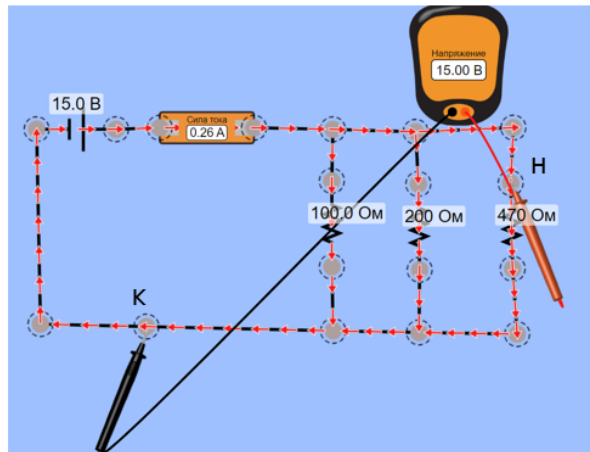 Напряжение
15.00 В
15.0 В
Сила тока
0.26 А
Н
100.0 Ом
200 Ом
470 Ом
К